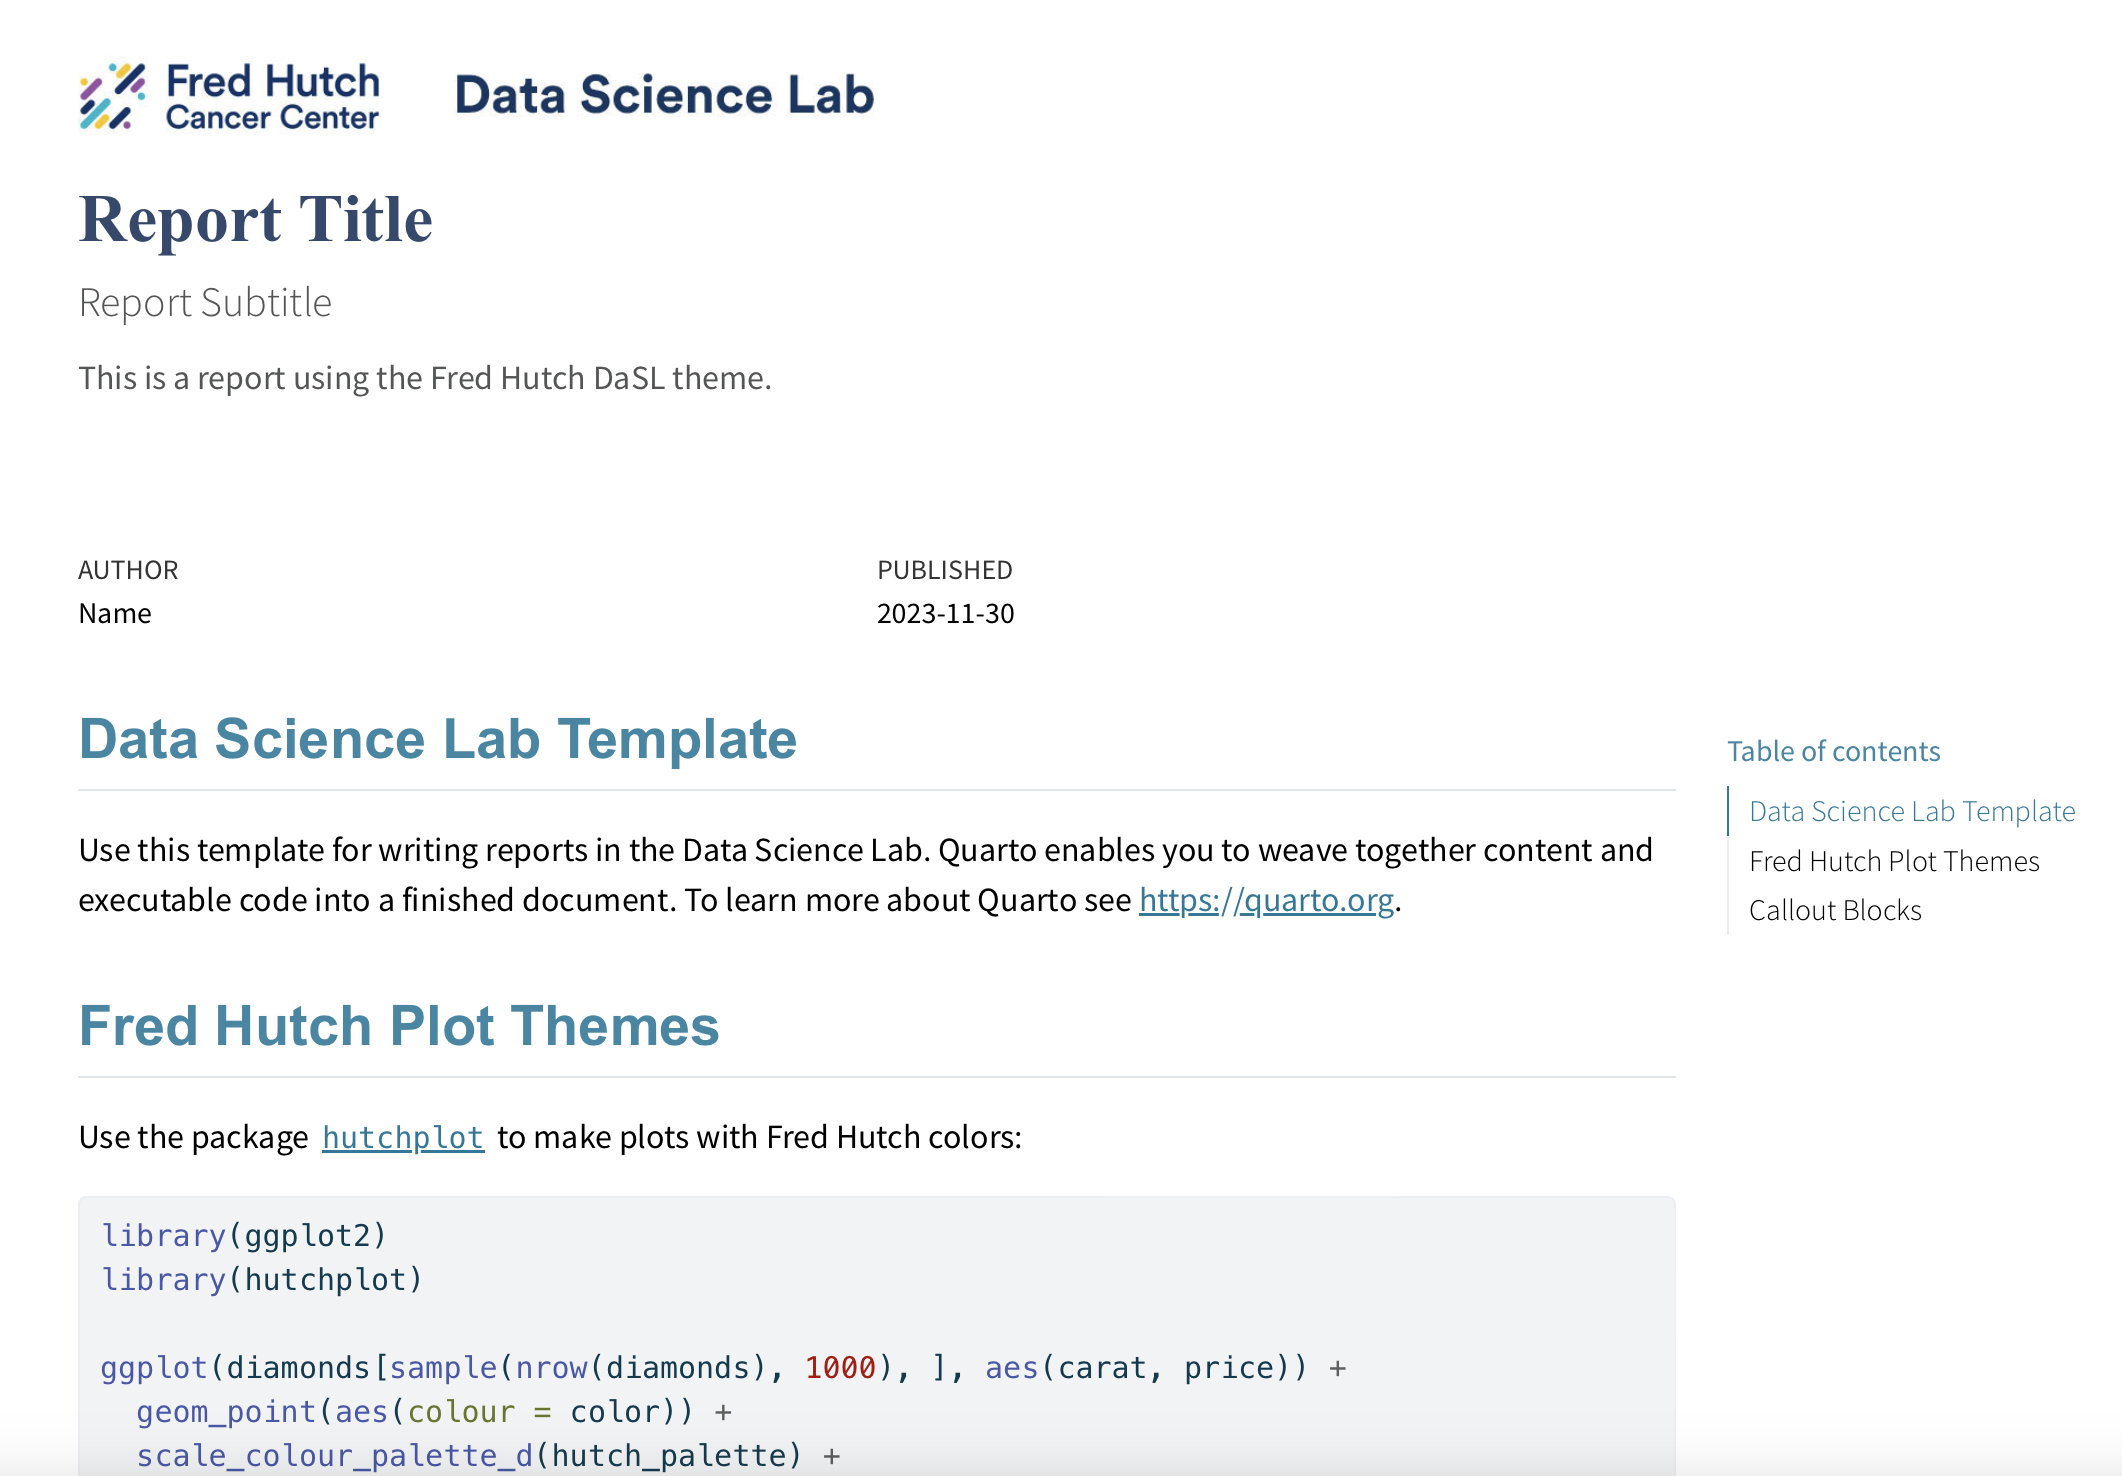 Fred Hutch
Cancer Center
Data Science Lab
Report Title
Report Subtitle
This is a report using the Fred Hutch DaSL theme.
AUTHOR
Name
PUBLISHED
2023-11-30
Data Science Lab Template
Use this template for writing reports in the Data Science Lab. Quarto enables you to weave together content and
executable code into a finished document. To learn more about Quarto see https://quarto.org.
Fred Hutch Plot Themes
Use the package hutchplot to make plots with Fred Hutch colors:
library(ggplot2)
library(hutchplot)
ggplot(diamonds[sample(nrow(diamonds), 1000), ], aes(carat, price)) +
  geom_point(aes(colour = color)) +
  scale_colour_palette_d(hutch_palette) +
Table of contents
Data Science Lab Template
Fred Hutch Plot Themes
Callout Blocks